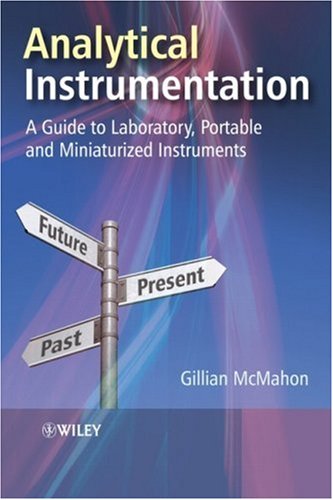 Analytical
Instrumentation
A Guide to Laboratory, Portable
and Miniaturized Instruments
Future
Present
Past
Gillian McMahon
WILEY